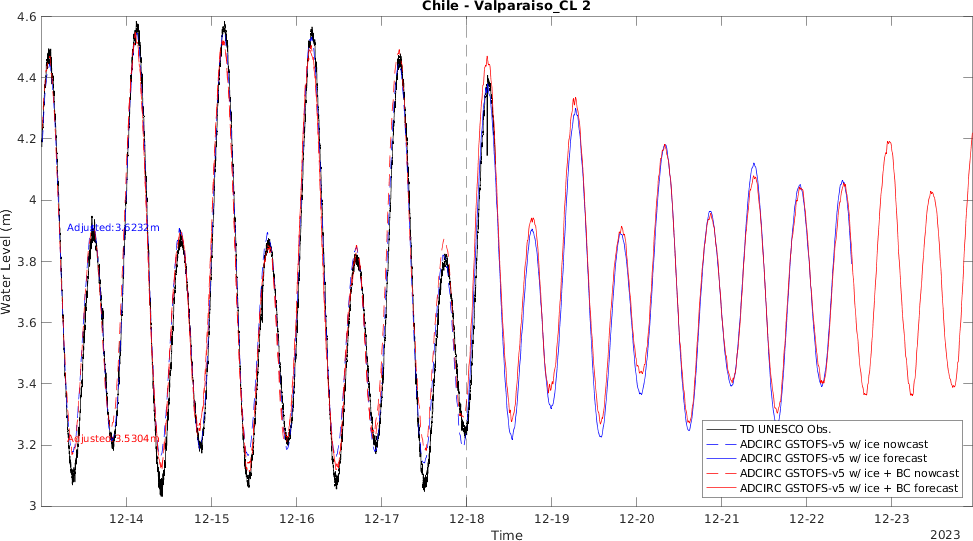 Chile - Valparaiso_CL 2
4.6
4.4
4.2
4
3.8
3.6
3.4
3.2
3
Water Level (m)
Adjusted:3.5232m
Adjusted:3.5304m
TD UNESCO Obs.
ADCIRC GSTOFS-v5 w/ ice nowcast
ADCIRC GSTOFS-v5 w/ ice forecast
ADCIRC GSTOFS-v5 w/ ice + BC nowcast
ADCIRC GSTOFS-v5 w/ ice + BC forecast
12-14 12-15 12-16 12-17 12-18 12-19 12-20 12-21 12-22 12-23
Time
2023